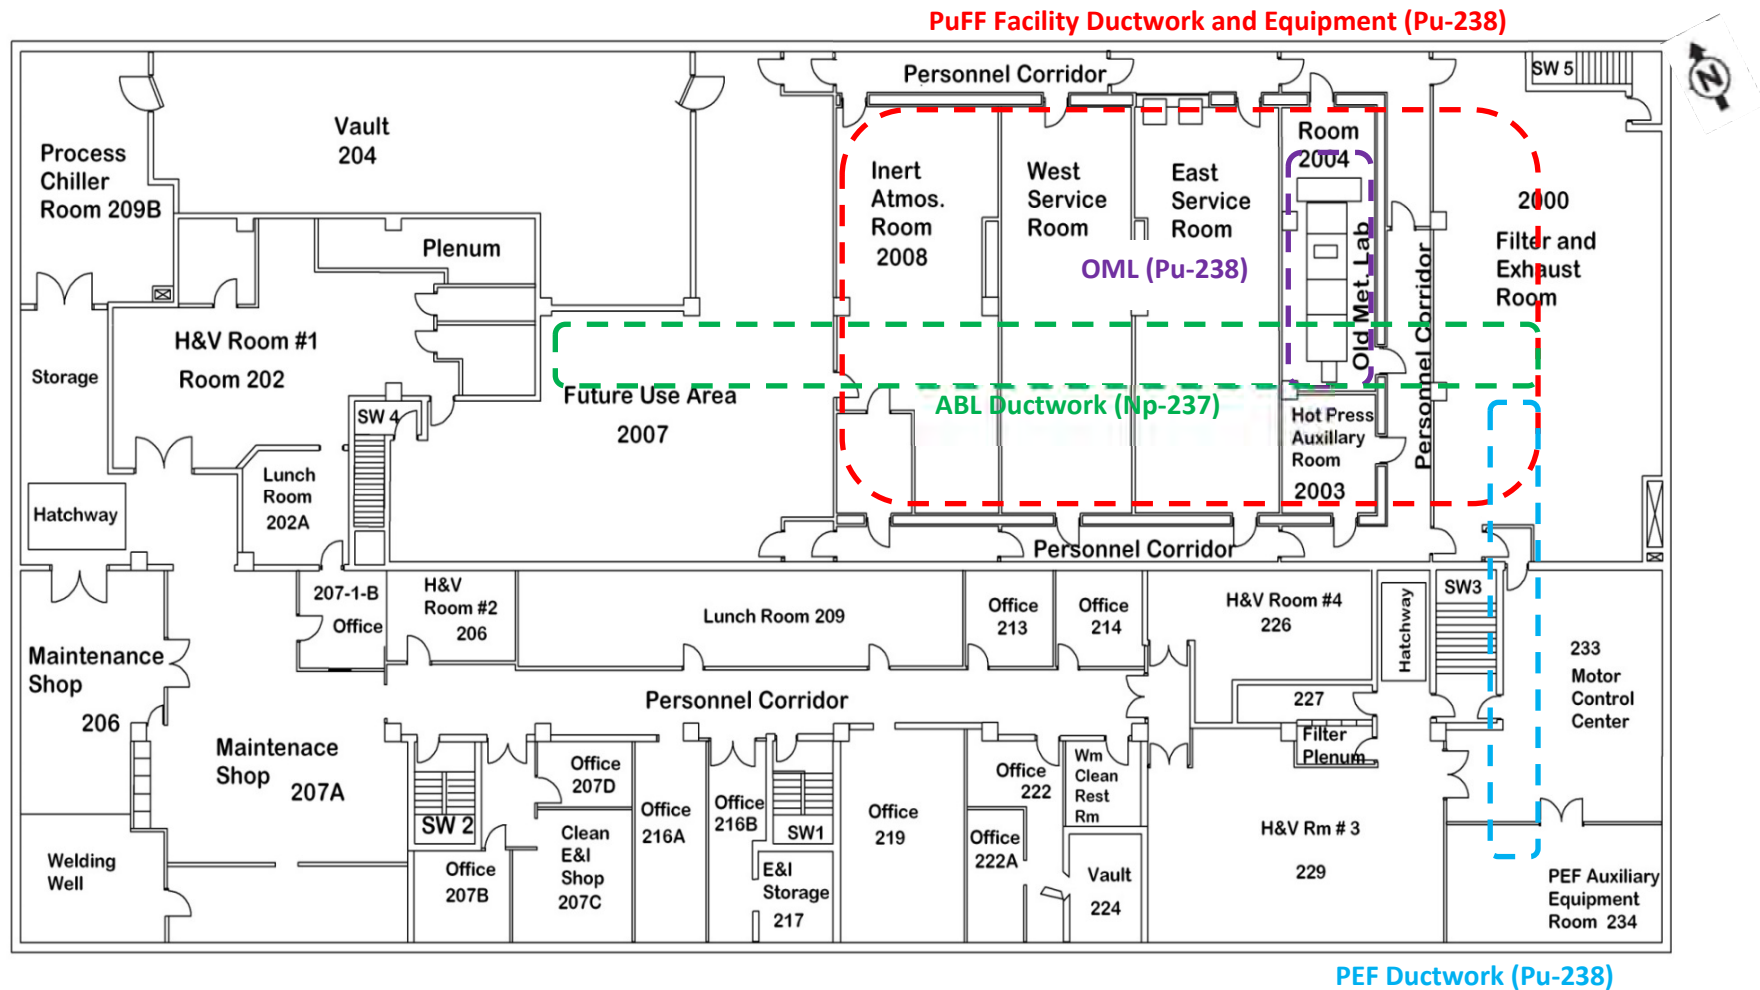 PuFF Facility Ductwork and Equipment (Pu-238)
N
Personnel Corridor
SW 5
Vault
204
Process
Chiller
Room 209B
Room
2004
Inert
Atmos.
Room
2008
West
Service
Room
East
Service
Room
2000
Filter and
Exhaust
Room
Plenum
OML (Pu-238)
Old Met. Lab
Personnel Corridor
H&V Room #1
Room 202
Storage
Future Use Area
2007
ABL Ductwork (Np-237)
SW 4
Hot Press
Auxillary
Room
2003
Lunch
Room
202A
Hatchway
Personnel Corridor
207-1-B
Office
H&V
Room #2
206
Lunch Room 209
Office
213
Office
214
H&V Room #4
226
Hatchway
SW3
233
Motor
Control
Center
Maintenance
Shop
206
Personnel Corridor
227
Filter
Plenum
Maintenace
Shop
207A
Office
207D
Office
216A
Office
216B
Office
219
Office
222
Wm
Clean
Rest
Rm
SW 2
Clean
E&I
Shop
207C
SW1
Office
222A
H&V Rm # 3
229
Welding
Well
Office
207B
E&I
Storage
217
Vault
224
PEF Auxiliary
Equipment
Room 234
PEF Ductwork (Pu-238)